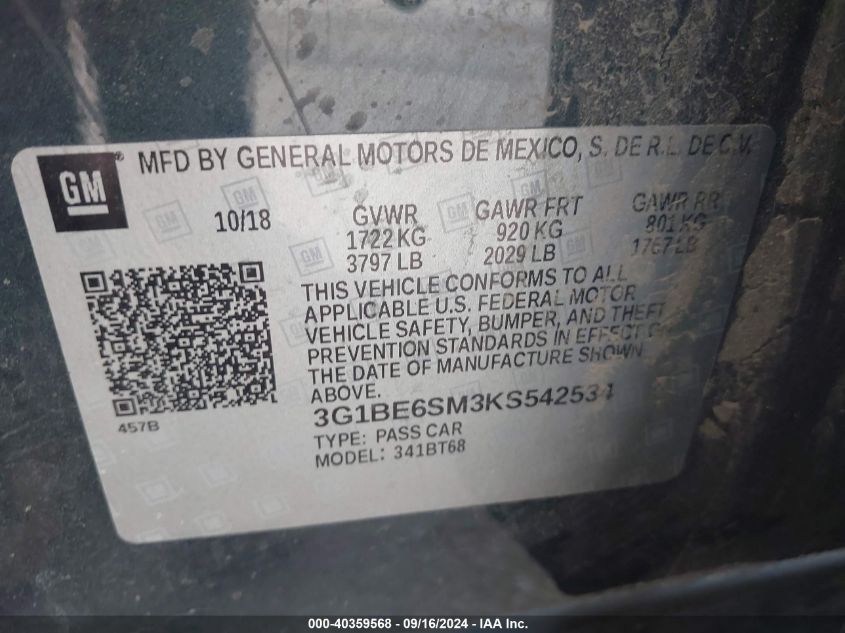 GM
MFD BY GENERAL MOTORS DE MEXICO, S. DE R.L. DE C.V.
10/18 GVWR GAWR FRT GAWR RR
1722 KG 920 KG 801 KG
3797 LB 2029 LB 1767 LB
THIS VEHICLE CONFORMS TO ALL
APPLICABLE U.S. FEDERAL MOTOR
VEHICLE SAFETY, BUMPER, AND THEFT
PREVENTION STANDARDS IN EFFECT
THE DATE OF MANUFACTURE SHOWN
ABOVE.
457B
3G1BE6SM3KS542534
TYPE: PASS CAR
MODEL: 341BT68
000-40359568 - 09/16/2024 - IAA Inc.